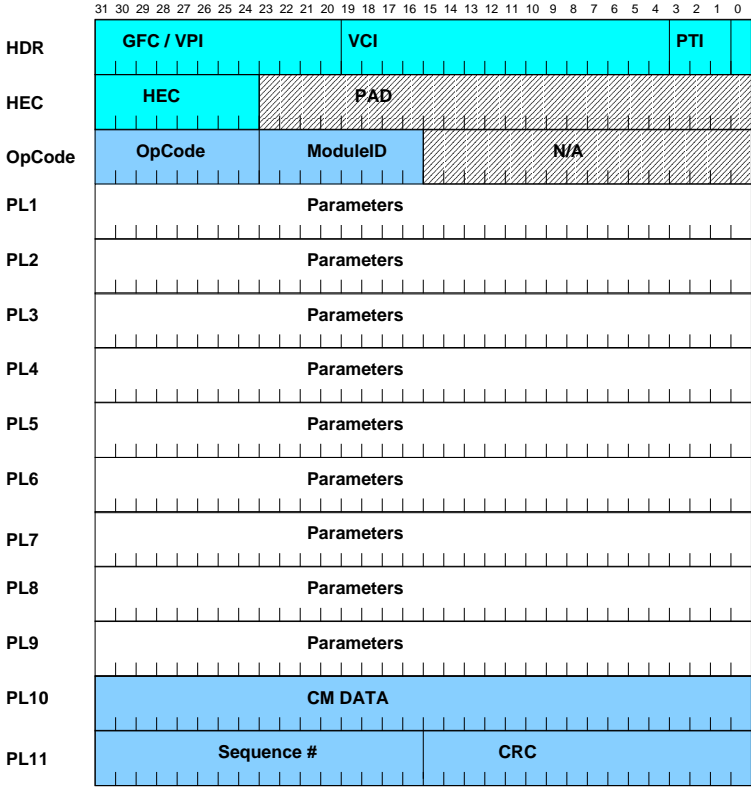 31 30 29 28 27 26 25 24 23 22 21 20 19 18 17 16 15 14 13 12 11 10 9 8 7 6 5 4 3 2 1 0
HDR GFC / VPI VCI PTI
HEC HEC PAD
OpCode OpCode ModuleID N/A
PL1 Parameters
PL2 Parameters
PL3 Parameters
PL4 Parameters
PL5 Parameters
PL6 Parameters
PL7 Parameters
PL8 Parameters
PL9 Parameters
PL10 CM DATA
PL11 Sequence # CRC